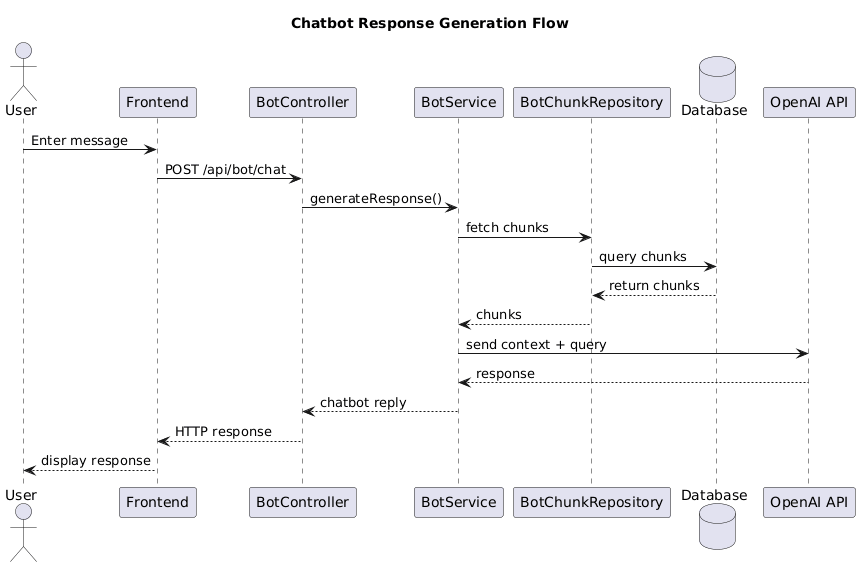 Chatbot Response Generation Flow
User
Frontend
BotController
BotService
BotChunkRepository
Database
OpenAI API
Enter message
POST /api/bot/chat
generateResponse()
fetch chunks
query chunks
return chunks
chunks
send context + query
response
chatbot reply
HTTP response
display response
User
Frontend
BotController
BotService
BotChunkRepository
Database
OpenAI API